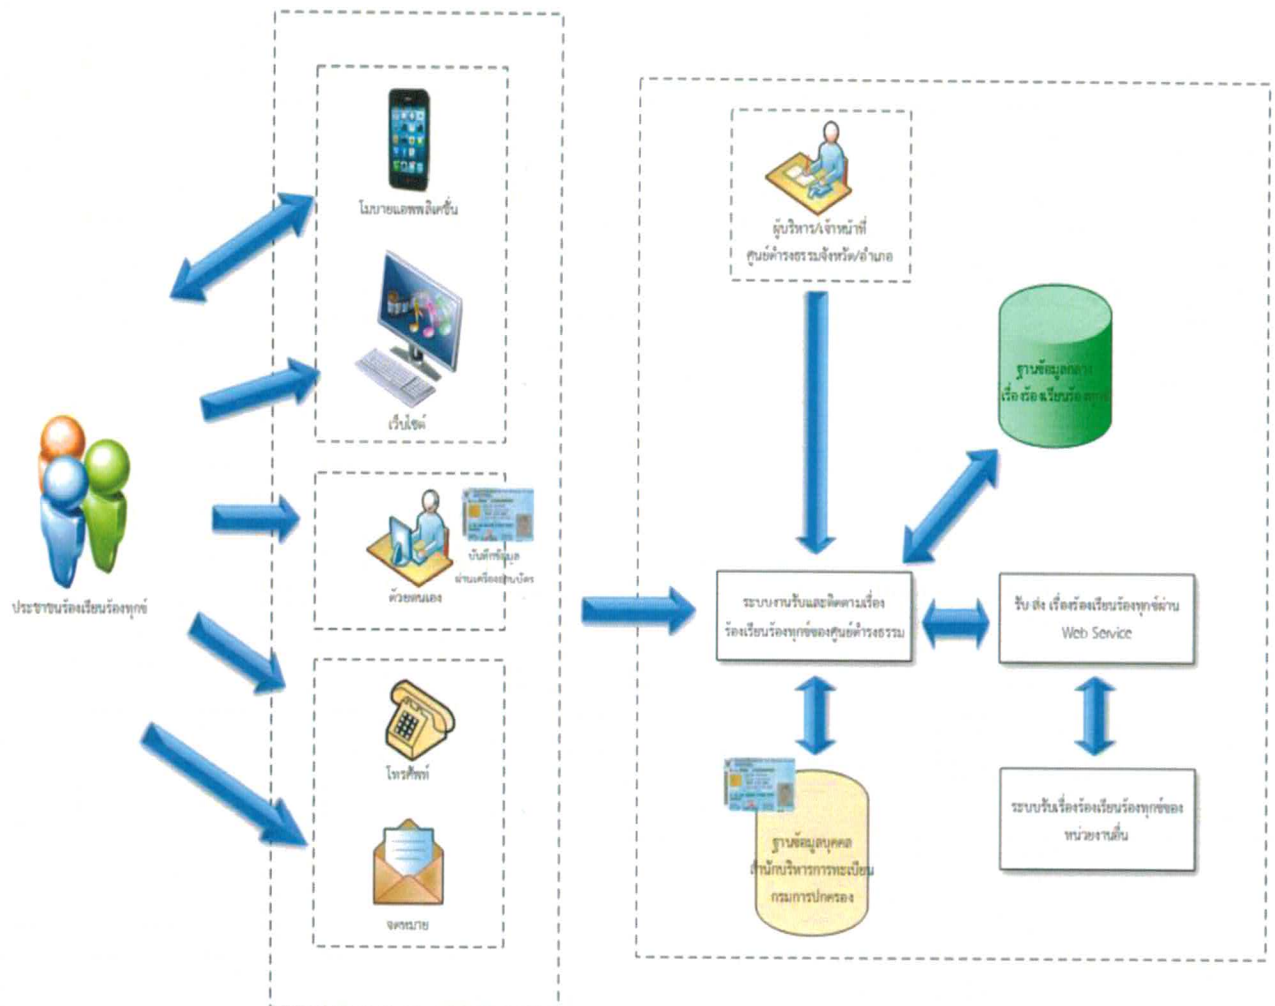 โมบายแอพพลิเคชั่น
เว็บไซต์
ประชาชนร้องเรียนร้องทุกข์
บันทึกข้อมูล
ผ่านเครื่องอ่านบัตร
ด้วยตนเอง
โทรศัพท์
จดหมาย
ผู้บริหาร/เจ้าหน้าที่
ศูนย์ดำรงธรรมจังหวัด/อำเภอ
ฐานข้อมูลกลาง
เรื่องร้องเรียนร้องทุกข์
ระบบงานรับและติดตามเรื่อง
ร้องเรียนร้องทุกข์ของศูนย์ดำรงธรรม
รับ ส่ง เรื่องร้องเรียนร้องทุกข์ผ่าน
Web Service
ฐานข้อมูลบุคคล
สำนักบริหารการทะเบียน
กรมการปกครอง
ระบบรับเรื่องร้องเรียนร้องทุกข์ของ
หน่วยงานอื่น